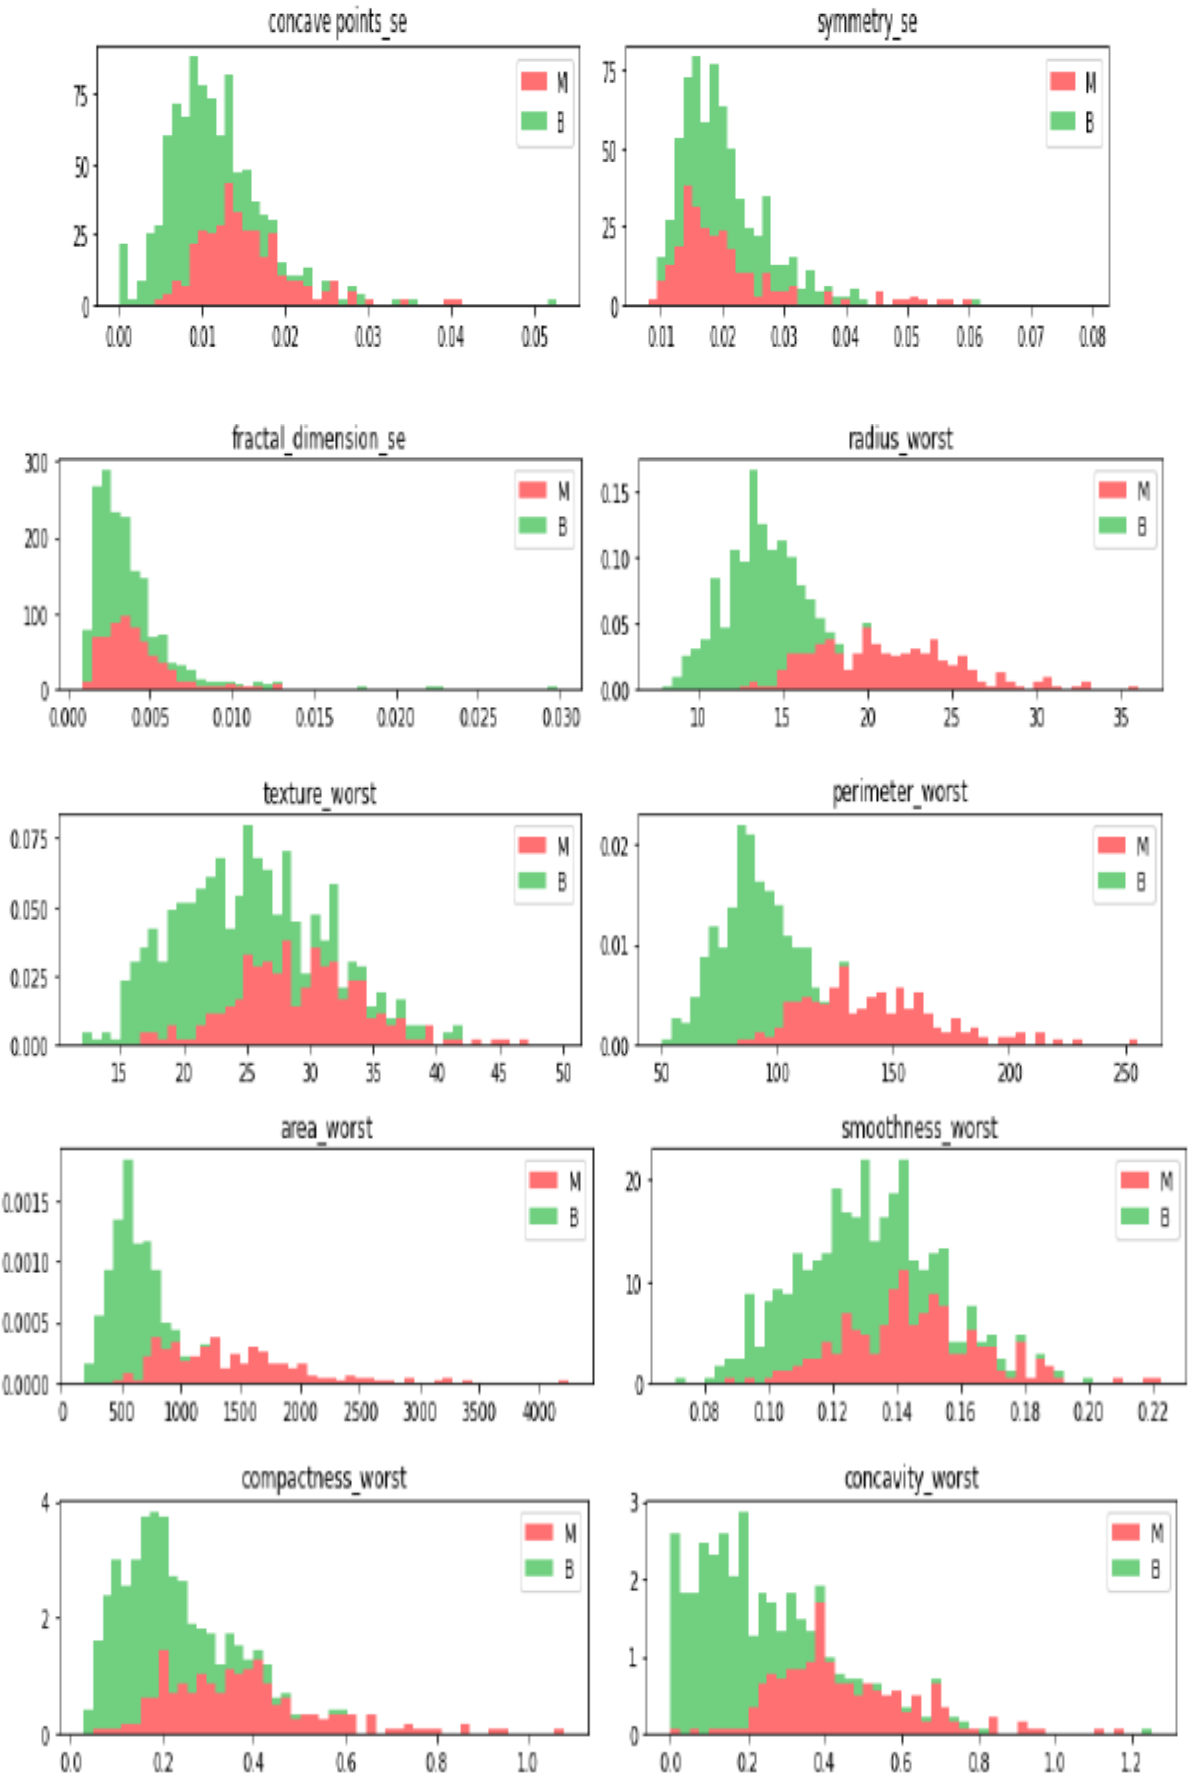 concave points_se
symmetry_se
75
50
25
0
M
B
0.00 0.01 0.02 0.03 0.04 0.05
75
50
25
0
M
B
0.01 0.02 0.03 0.04 0.05 0.06 0.07 0.08
fractal_dimension_se
radius_worst
300
200
100
0
M
B
0.000 0.005 0.010 0.015 0.020 0.025 0.030
0.15
0.10
0.05
0.00
M
B
10 15 20 25 30 35
texture_worst
perimeter_worst
0.075
0.050
0.025
0.000
M
B
15 20 25 30 35 40 45 50
0.02
0.01
0.00
M
B
50 100 150 200 250
area_worst
smoothness_worst
0.0015
0.0010
0.0005
0.0000
M
B
0 500 1000 1500 2000 2500 3000 3500 4000
20
10
0
M
B
0.08 0.10 0.12 0.14 0.16 0.18 0.20 0.22
compactness_worst
concavity_worst
4
2
0
M
B
0.0 0.2 0.4 0.6 0.8 1.0
3
2
1
0
M
B
0.0 0.2 0.4 0.6 0.8 1.0 1.2